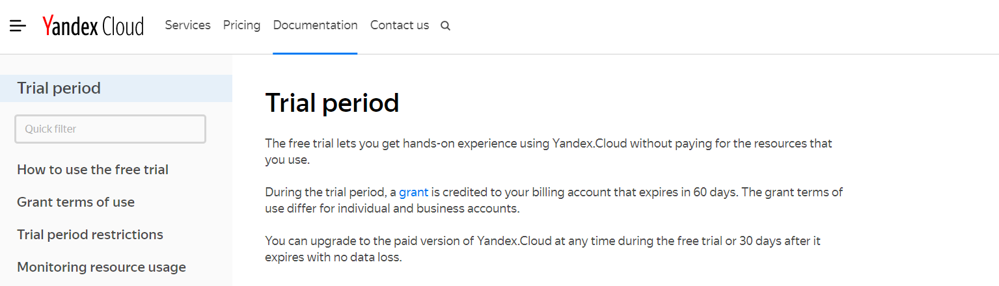 Yandex Cloud Services Pricing Documentation Contact us
Trial period
Quick filter
How to use the free trial
Grant terms of use
Trial period restrictions
Monitoring resource usage
Trial period
The free trial lets you get hands-on experience using Yandex.Cloud without paying for the resources that
you use.
During the trial period, a grant is credited to your billing account that expires in 60 days. The grant terms of
use differ for individual and business accounts.
You can upgrade to the paid version of Yandex.Cloud at any time during the free trial or 30 days after it
expires with no data loss.